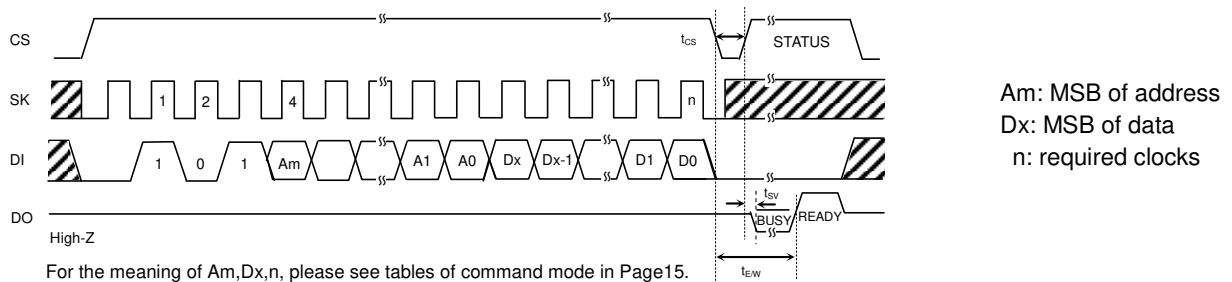 CS
tCS
STATUS
SK
1 2 4 n
DI
1 0 1 Am A1 A0 Dx Dx-1 D1 D0
tSV
DO
BUSY READY
High-Z
tE/W
For the meaning of Am,Dx,n, please see tables of command mode in Page15.
Am: MSB of address
Dx: MSB of data
n: required clocks